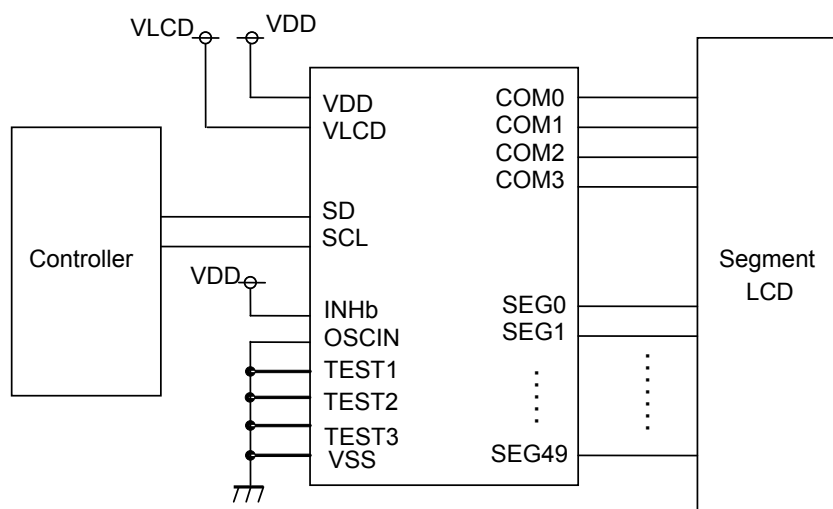 VLCD VDD
VDD
VLCD
SD
SCL
VDD
INHb
OSCIN
TEST1
TEST2
TEST3
VSS
Controller
COM0
COM1
COM2
COM3
SEG0
SEG1
SEG49
Segment
LCD